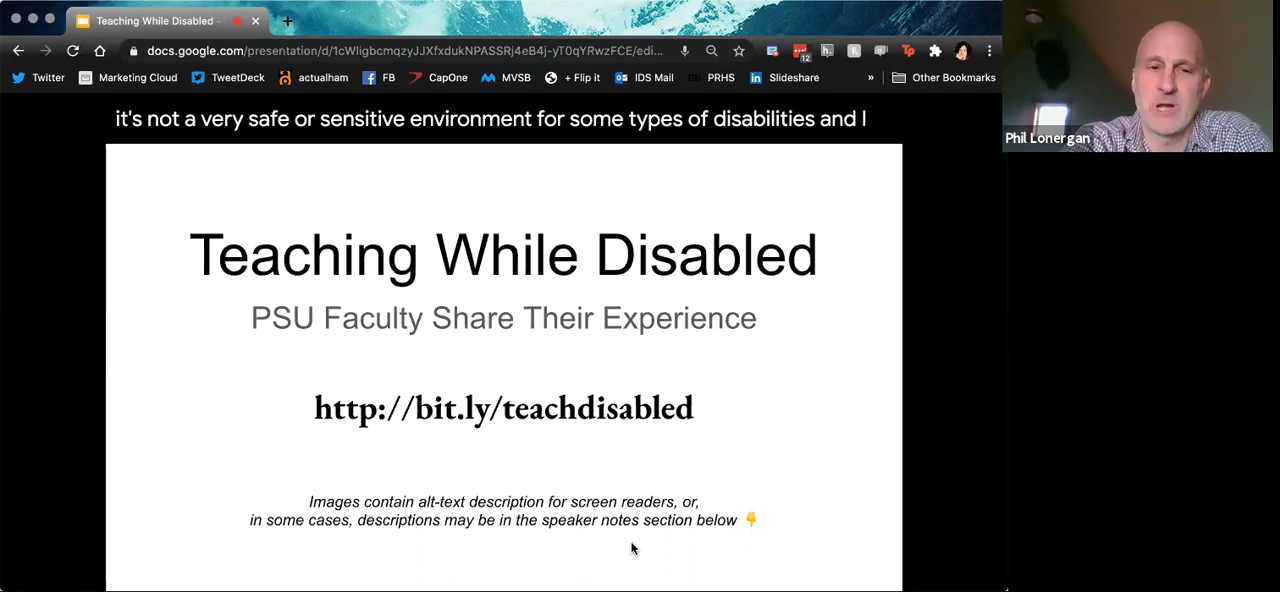 Teaching While Disabled -
docs.google.com/presentation/d/1cWligbcmqzyJJXfxdukNPASSRj4eB4j-yT0qYRwzFCE/edi...
12
h.
Tp
Twitter
Marketing Cloud
TweetDeck
actualham
FB
CapOne
MVSB
+ Flip it
IDS Mail
PRHS
Slideshare
»
Other Bookmarks
it's not a very safe or sensitive environment for some types of disabilities and I
Phil Lonergan
Teaching While Disabled
PSU Faculty Share Their Experience
http://bit.ly/teachdisabled
Images contain alt-text description for screen readers, or,
in some cases, descriptions may be in the speaker notes section below 👇